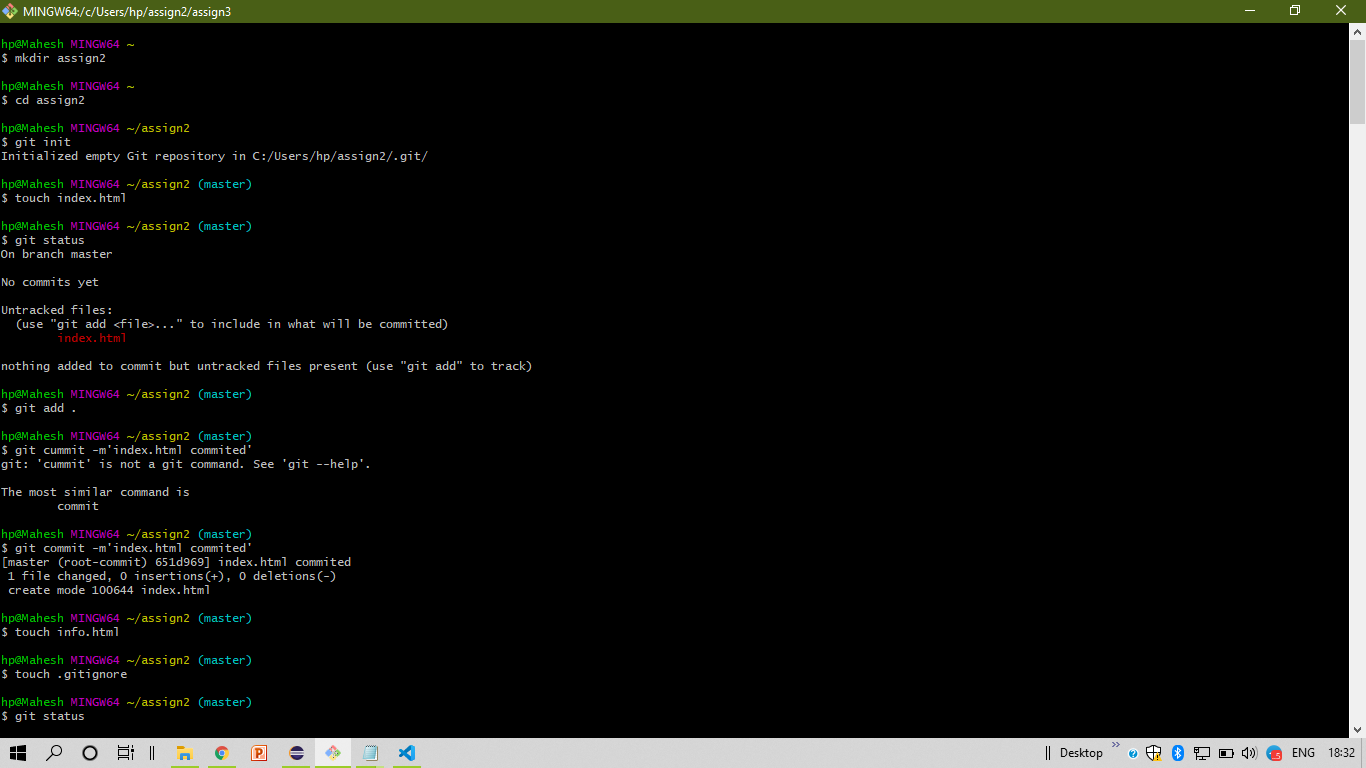 MINGW64:/c/Users/hp/assign2/assign3
hp@Mahesh MINGW64 ~
$ mkdir assign2
hp@Mahesh MINGW64 ~
$ cd assign2
hp@Mahesh MINGW64 ~/assign2
$ git init
Initialized empty Git repository in C:/Users/hp/assign2/.git/
hp@Mahesh MINGW64 ~/assign2 (master)
$ touch index.html
hp@Mahesh MINGW64 ~/assign2 (master)
$ git status
On branch master
No commits yet
Untracked files:
  (use "git add <file>..." to include in what will be committed)
        index.html
nothing added to commit but untracked files present (use "git add" to track)
hp@Mahesh MINGW64 ~/assign2 (master)
$ git add .
hp@Mahesh MINGW64 ~/assign2 (master)
$ git cummit -m'index.html commited'
git: 'cummit' is not a git command. See 'git --help'.
The most similar command is
        commit
hp@Mahesh MINGW64 ~/assign2 (master)
$ git commit -m'index.html commited'
[master (root-commit) 651d969] index.html commited
 1 file changed, 0 insertions(+), 0 deletions(-)
 create mode 100644 index.html
hp@Mahesh MINGW64 ~/assign2 (master)
$ touch info.html
hp@Mahesh MINGW64 ~/assign2 (master)
$ touch .gitignore
hp@Mahesh MINGW64 ~/assign2 (master)
$ git status
Desktop
ENG
18:32